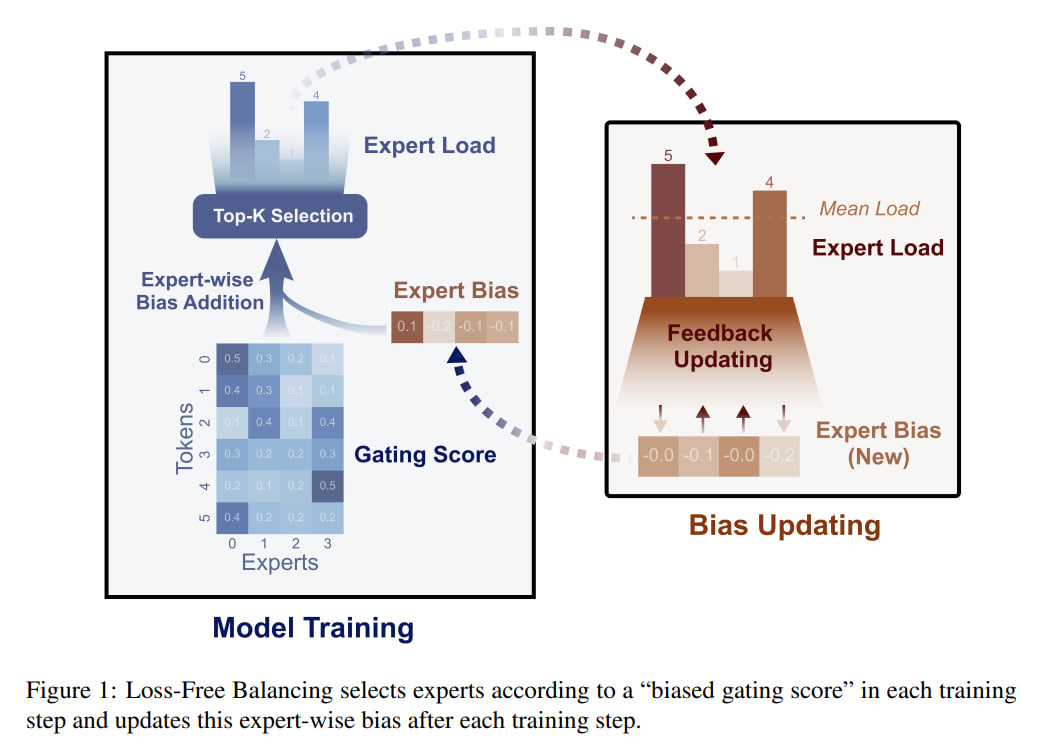 5
2
1
4
Expert Load
Top-K Selection
Expert-wise
Bias Addition
Expert Bias
0.1 -0.2 -0.1 -0.1
Tokens
0 0.5 0.3 0.2 0.1
1 0.4 0.3 0.1 0.1
2 0.1 0.4 0.1 0.4
3 0.3 0.2 0.2 0.3
4 0.2 0.1 0.2 0.5
5 0.4 0.2 0.2 0.2
0 1 2 3
Experts
Gating Score
Model Training
5
2
1
4
Mean Load
Expert Load
Feedback
Updating
-0.0 -0.1 -0.0 -0.2
Expert Bias
(New)
Bias Updating
Figure 1: Loss-Free Balancing selects experts according to a “biased gating score” in each training
step and updates this expert-wise bias after each training step.